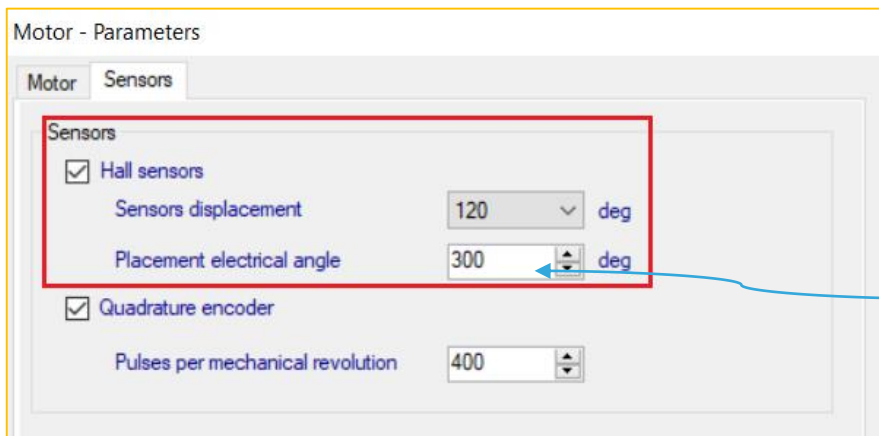 Motor - Parameters
Motor Sensors
Sensors
Hall sensors
Sensors displacement 120 deg
Placement electrical angle 300 deg
Quadrature encoder
Pulses per mechanical revolution 400